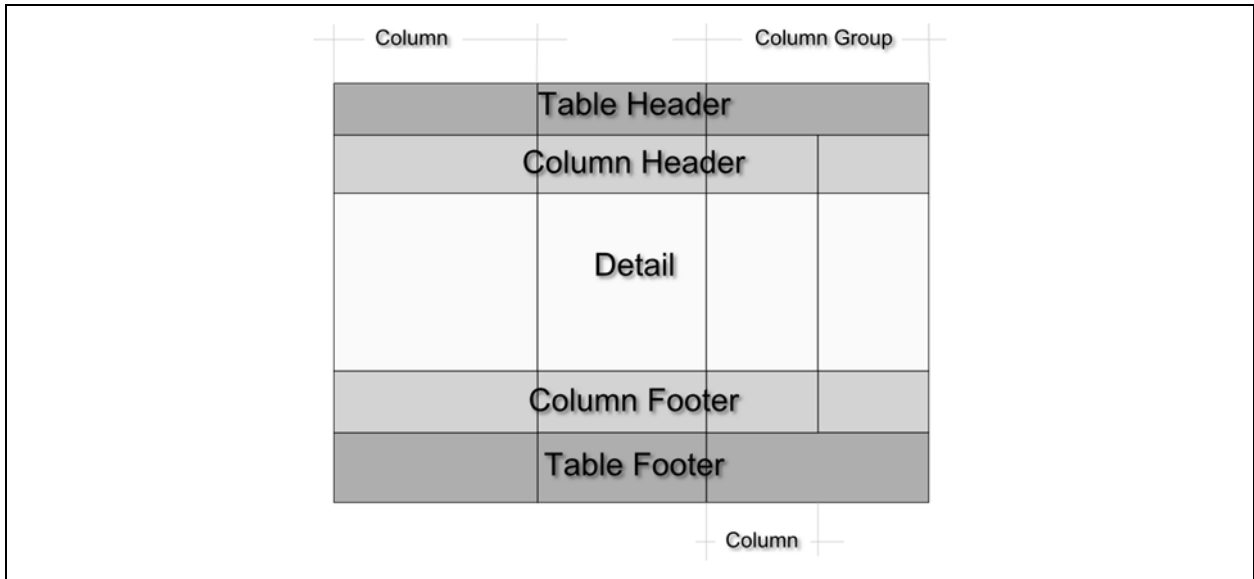 Column
Column Group
Table Header
Column Header
Detail
Column Footer
Table Footer
Column